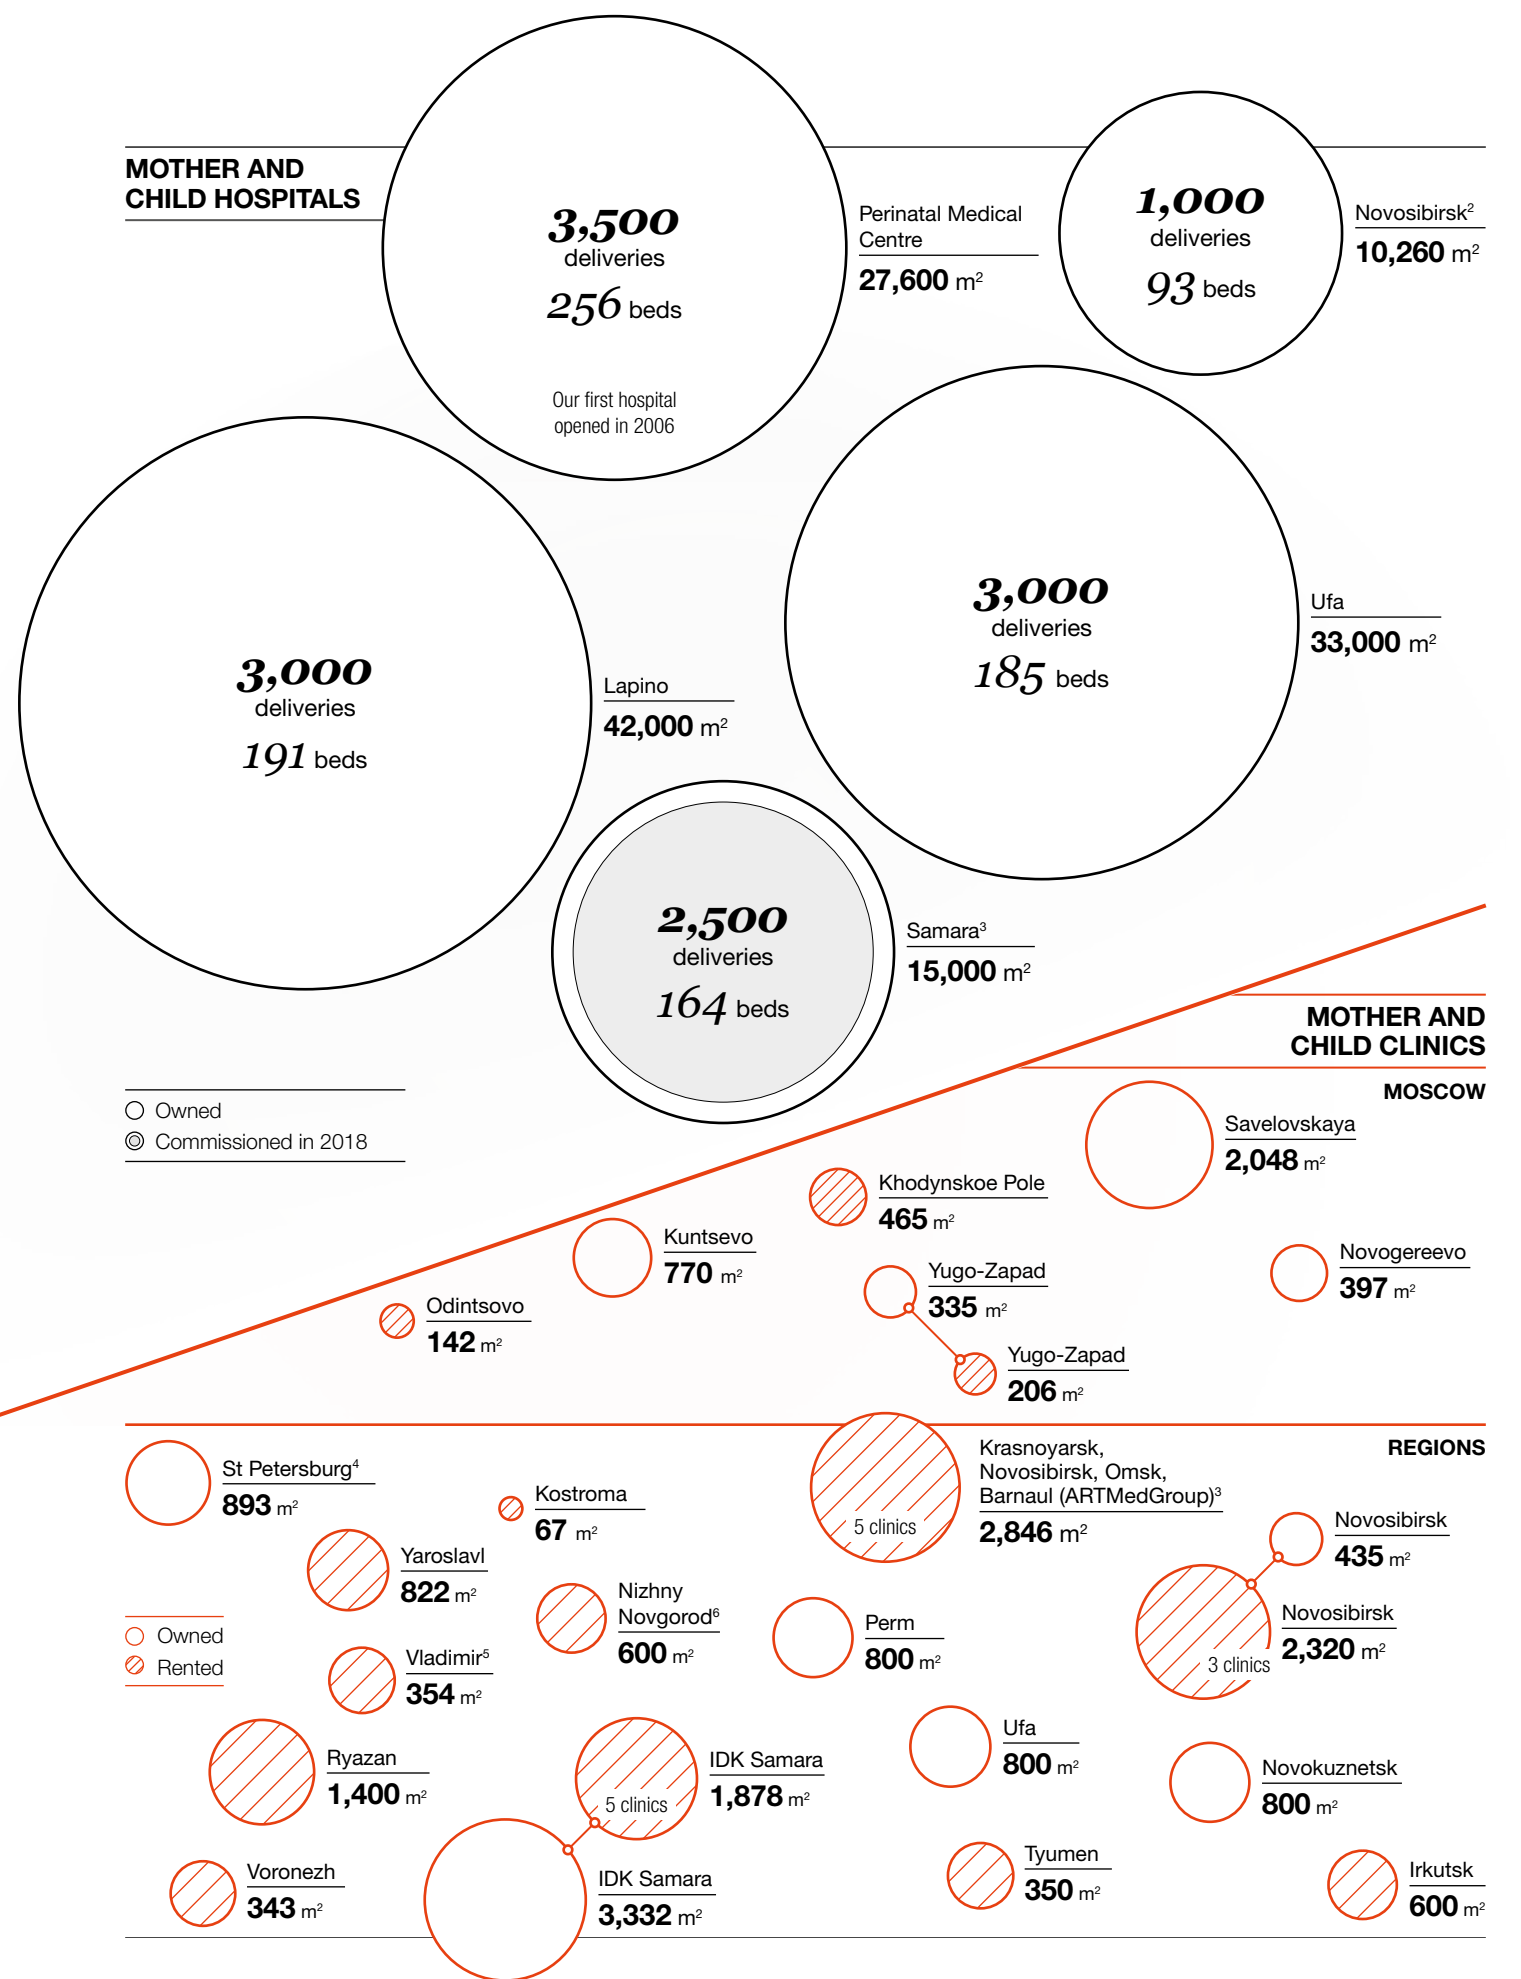 MOTHER AND
CHILD HOSPITALS
3,500
deliveries
256 beds
Our first hospital
opened in 2006
Perinatal Medical
Centre
27,600 m²
1,000
deliveries
93 beds
Novosibirsk²
10,260 m²
3,000
deliveries
185 beds
Ufa
33,000 m²
3,000
deliveries
191 beds
Lapino
42,000 m²
2,500
deliveries
164 beds
Samara³
15,000 m²
Owned
Commissioned in 2018
MOTHER AND
CHILD CLINICS
MOSCOW
Savelovskaya
2,048 m²
Khodynskoe Pole
465 m²
Kuntsevo
770 m²
Novogereevo
397 m²
Yugo-Zapad
335 m²
Odintsovo
142 m²
Yugo-Zapad
206 m²
REGIONS
St Petersburg⁴
893 m²
Kostroma
67 m²
Krasnoyarsk,
Novosibirsk, Omsk,
Barnaul (ARTMedGroup)³
2,846 m²
5 clinics
Novosibirsk
435 m²
Yaroslavl
822 m²
Nizhny
Novgorod⁶
600 m²
Perm
800 m²
Novosibirsk
2,320 m²
3 clinics
Owned
Rented
Vladimir⁵
354 m²
Ryazan
1,400 m²
IDK Samara
1,878 m²
5 clinics
Ufa
800 m²
Novokuznetsk
800 m²
Voronezh
343 m²
IDK Samara
3,332 m²
Tyumen
350 m²
Irkutsk
600 m²